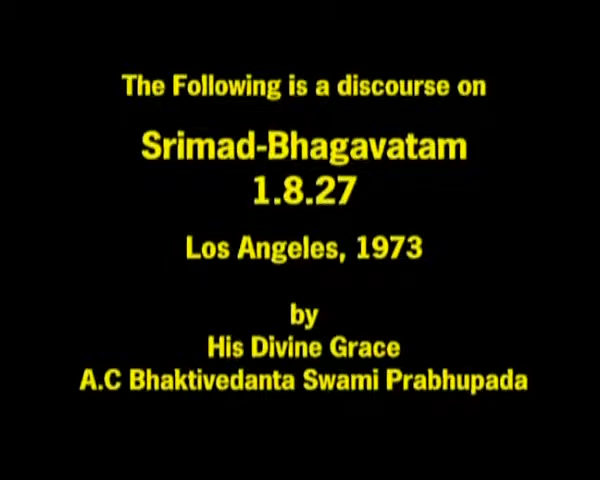 The Following is a discourse on
Srimad-Bhagavatam
1.8.27
Los Angeles, 1973
by
His Divine Grace
A.C Bhaktivedanta Swami Prabhupada